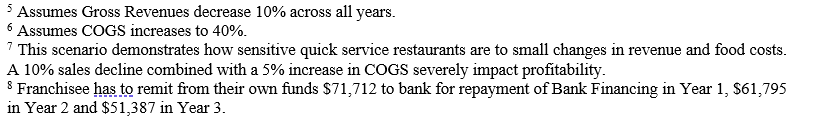 5 Assumes Gross Revenues decrease 10% across all years.
6 Assumes COGS increases to 40%.
7 This scenario demonstrates how sensitive quick service restaurants are to small changes in revenue and food costs.
A 10% sales decline combined with a 5% increase in COGS severely impact profitability.
8 Franchisee has to remit from their own funds $71,712 to bank for repayment of Bank Financing in Year 1, $61,795
in Year 2 and $51,387 in Year 3.